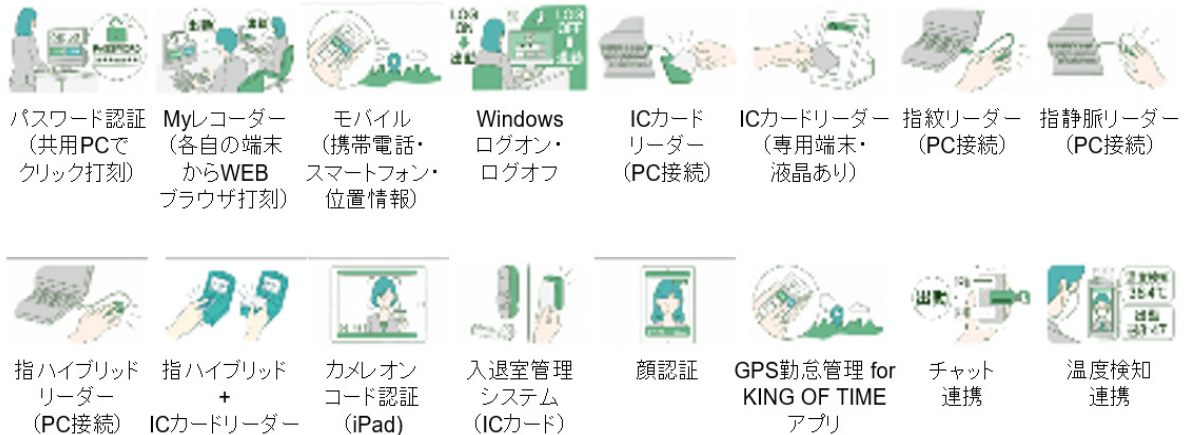 LOG ON
LOG OFF
パスワード認証
（共用PCで
クリック打刻）
Myレコーダー
（各自の端末
からWEB
ブラウザ打刻）
モバイル
（携帯電話・
スマートフォン・
位置情報）
Windows
ログオン・
ログオフ
ICカード
リーダー
（PC接続）
ICカードリーダー
（専用端末・
液晶あり）
指紋リーダー
（PC接続）
指静脈リーダー
（PC接続）
出勤
指ハイブリッド
リーダー
（PC接続）
指ハイブリッド
+
ICカードリーダー
カメレオン
コード認証
（iPad）
入退室管理
システム
（ICカード）
顔認証
GPS勤怠管理 for
KING OF TIME
アプリ
チャット
連携
温度検知
連携